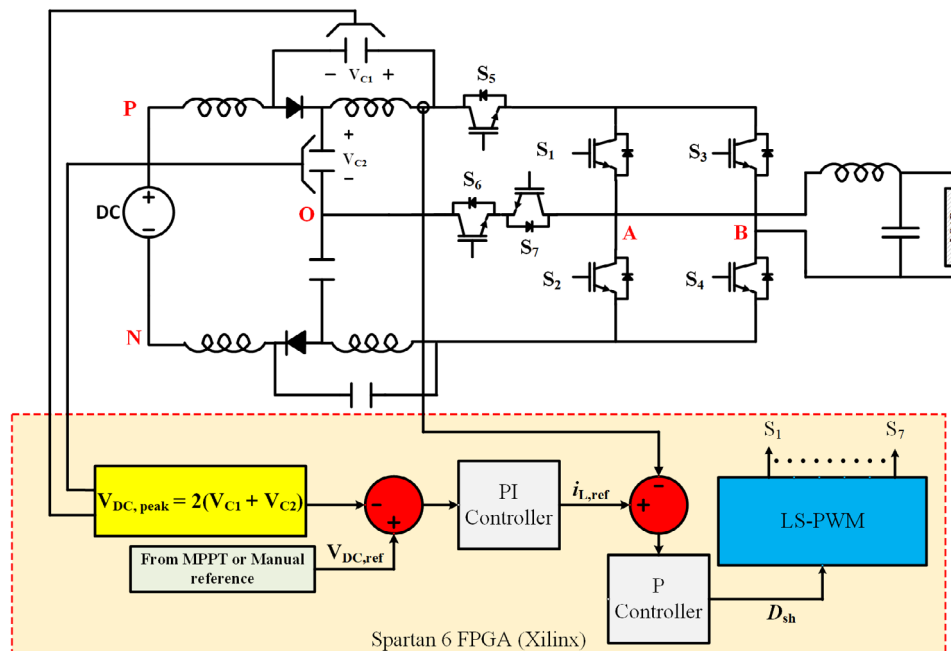 − V_C1 +
S_5
P
+
V_C2
−
S_1
S_3
S_6
+
DC
−
O
S_7
A
B
S_2
S_4
N
S_1
S_7
V_DC, peak = 2(V_C1 + V_C2)
−
+
PI
Controller
i_L,ref
−
+
LS-PWM
From MPPT or Manual
reference
V_DC,ref
P
Controller
D_sh
Spartan 6 FPGA (Xilinx)